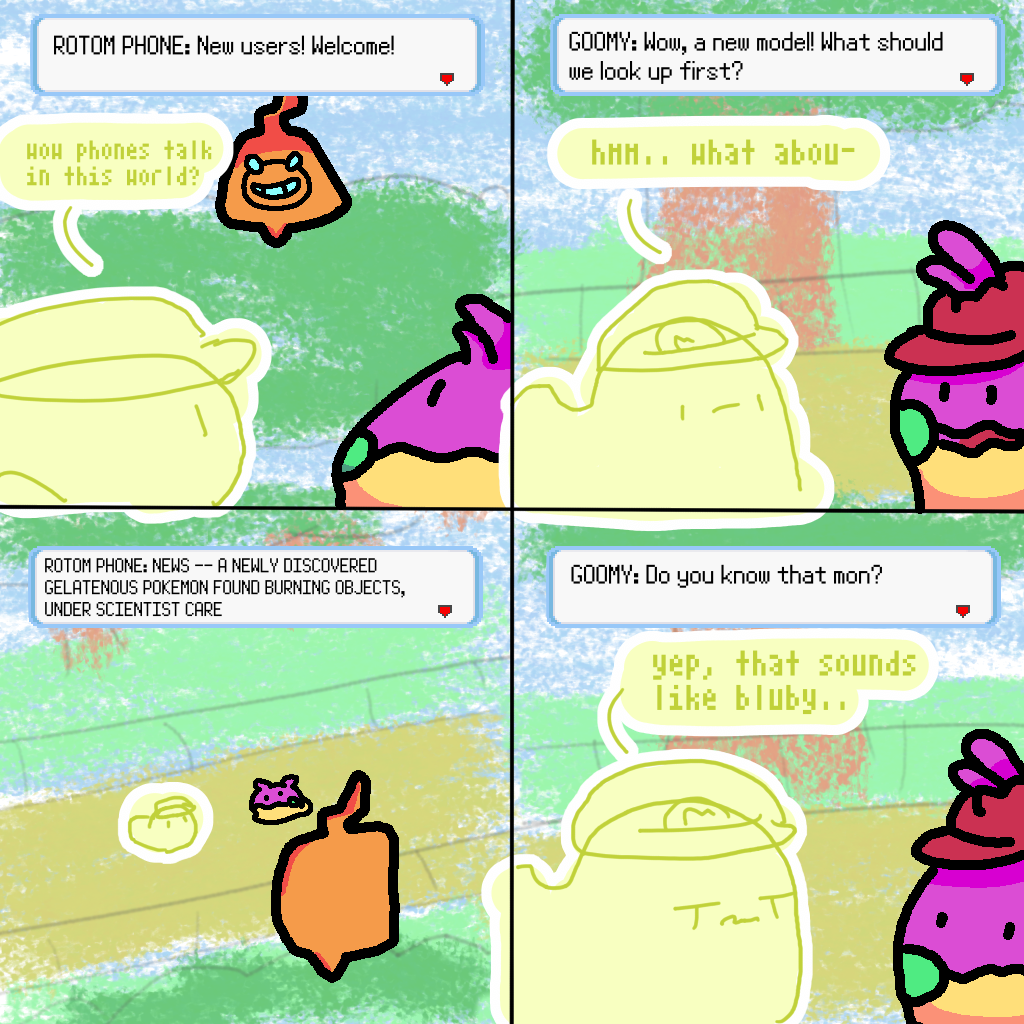 ROTOM PHONE: New users! Welcome!
wow phones talk
in this world?
GOOMY: Wow, a new model! What should
we look up first?
hmm.. what abou-
ROTOM PHONE: NEWS -- A NEWLY DISCOVERED
GELATENOUS POKEMON FOUND BURNING OBJECTS,
UNDER SCIENTIST CARE
GOOMY: Do you know that mon?
yep, that sounds
like bluby..